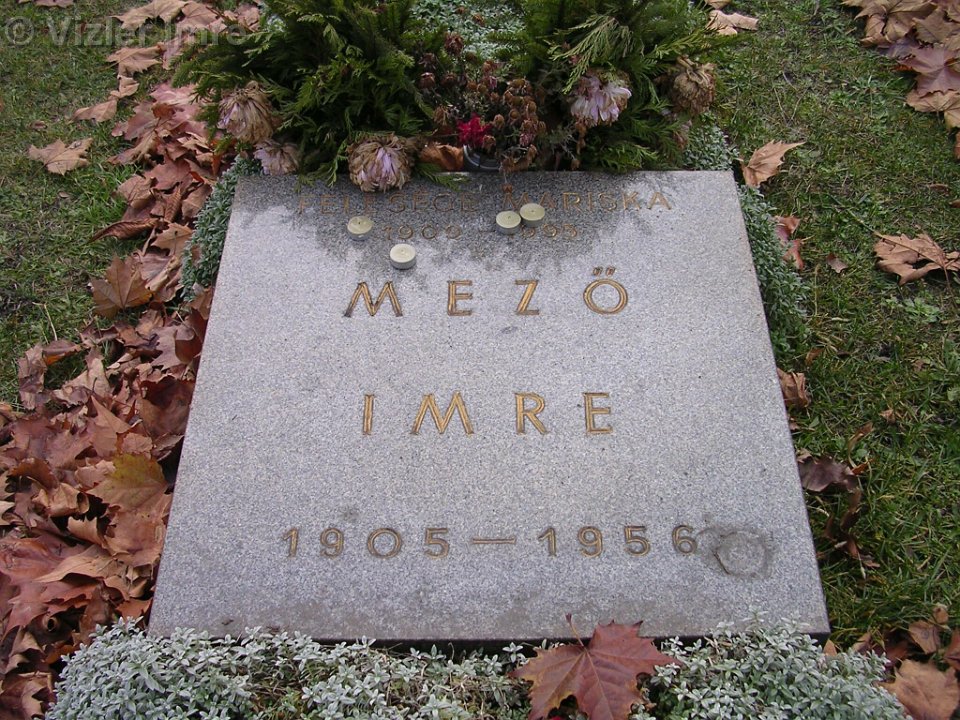 © Vizler Imre
FELESÉGE MARISKA
MEZŐ
IMRE
1905 – 1956